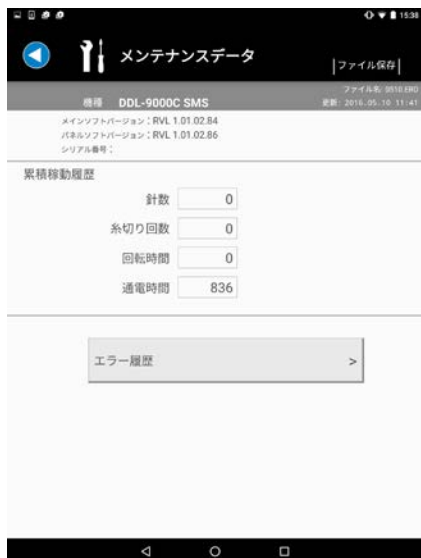 15:38
メンテナンスデータ
ファイル保存
ファイル名: 0510.ERO
機種 DDL-9000C SMS
更新: 2016.05.10 11:41
メインソフトバージョン：RVL 1.01.02.84
パネルソフトバージョン：RVL 1.01.02.86
シリアル番号：
累積稼動履歴
針数 0
糸切り回数 0
回転時間 0
通電時間 836
エラー履歴 >